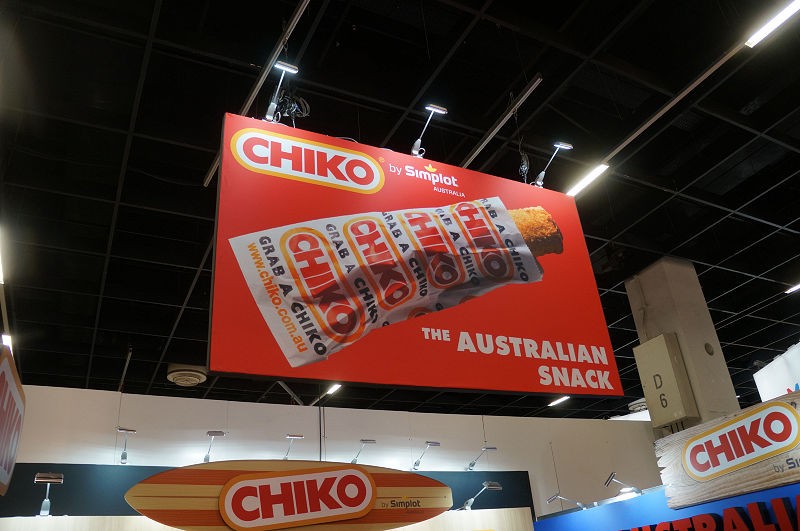 CHIKO® by Simplot
AUSTRALIA
GRAB A CHIKO
CHIKO
CHIKO
CHIKO
CHIKO
GRAB A CHIKO
www.chiko.com.au
THE AUSTRALIAN
SNACK
D
6
CHIKO
by Simplot
CHIKO